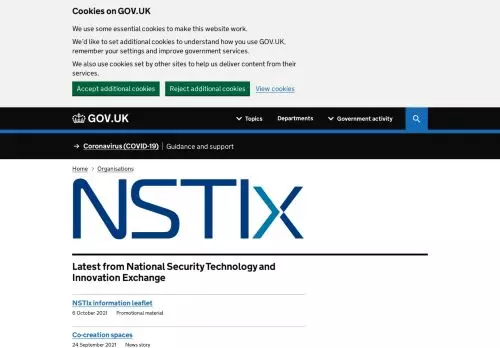 Cookies on GOV.UK
We use some essential cookies to make this website work.
We'd like to set additional cookies to understand how you use GOV.UK,
remember your settings and improve government services.
We also use cookies set by other sites to help us deliver content from their
services.
Accept additional cookies Reject additional cookies View cookies
GOV.UK Topics Departments Government activity
→ Coronavirus (COVID-19) Guidance and support
Home > Organisations
NSTIx
Latest from National Security Technology and
Innovation Exchange
NSTIx information leaflet
6 October 2021 Promotional material
Co-creation spaces
24 September 2021 News story